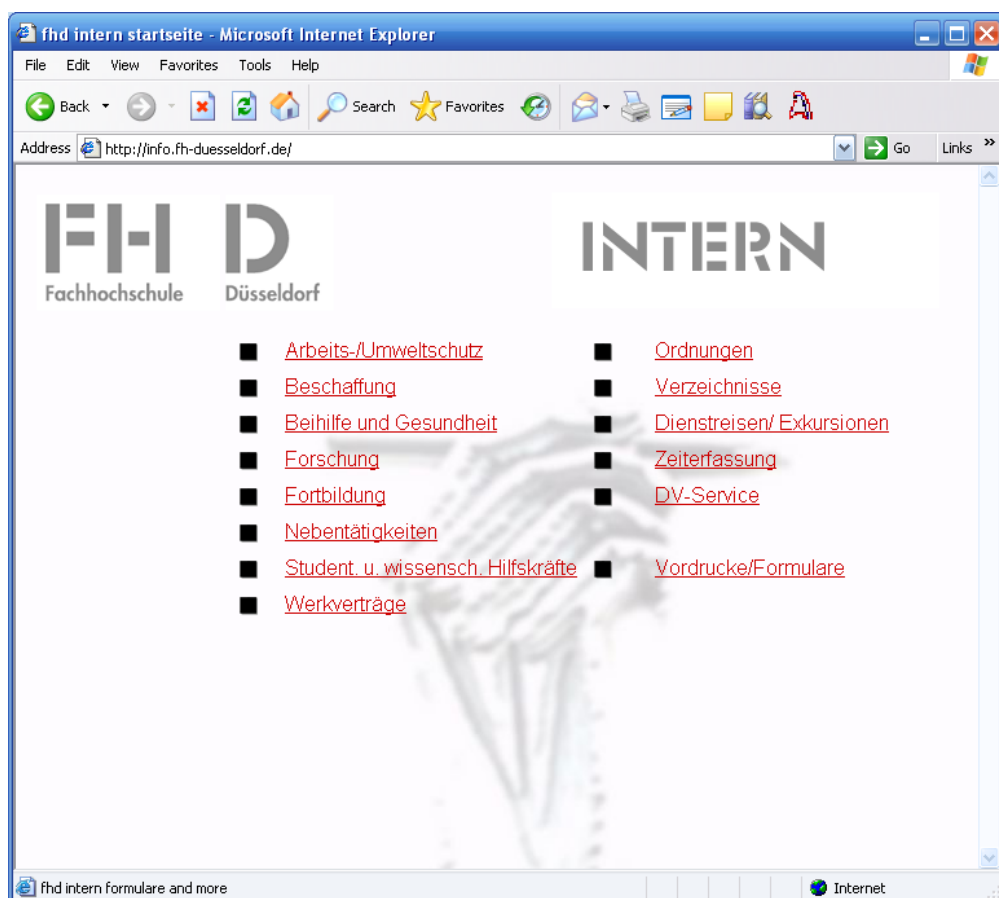 fhd intern startseite - Microsoft Internet Explorer
File Edit View Favorites Tools Help
Back Search Favorites
Address http://info.fh-duesseldorf.de/ Go Links »
FH D INTERN
Fachhochschule Düsseldorf
Arbeits-/Umweltschutz Ordnungen
Beschaffung Verzeichnisse
Beihilfe und Gesundheit Dienstreisen/ Exkursionen
Forschung Zeiterfassung
Fortbildung DV-Service
Nebentätigkeiten
Student. u. wissensch. Hilfskräfte Vordrucke/Formulare
Werkverträge
fhd intern formulare and more Internet